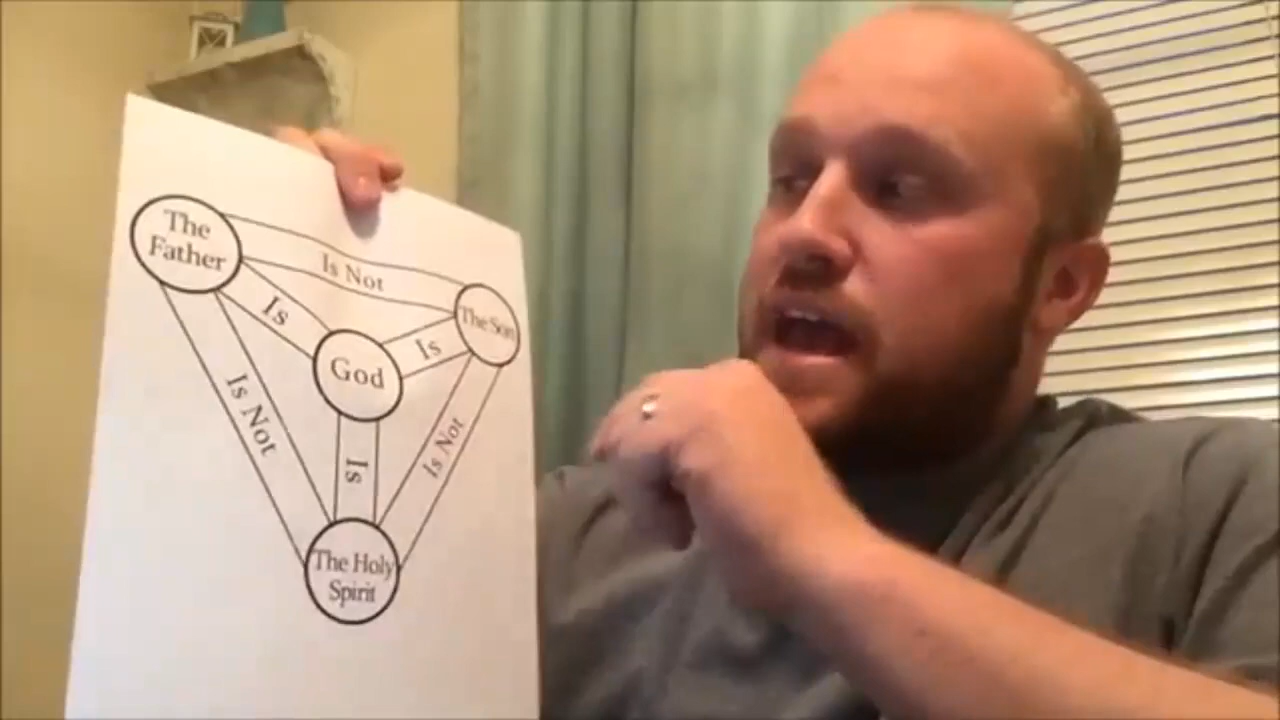 The
Father
Is Not
The Son
Is
Is
God
Is Not
Is
Is Not
The Holy
Spirit